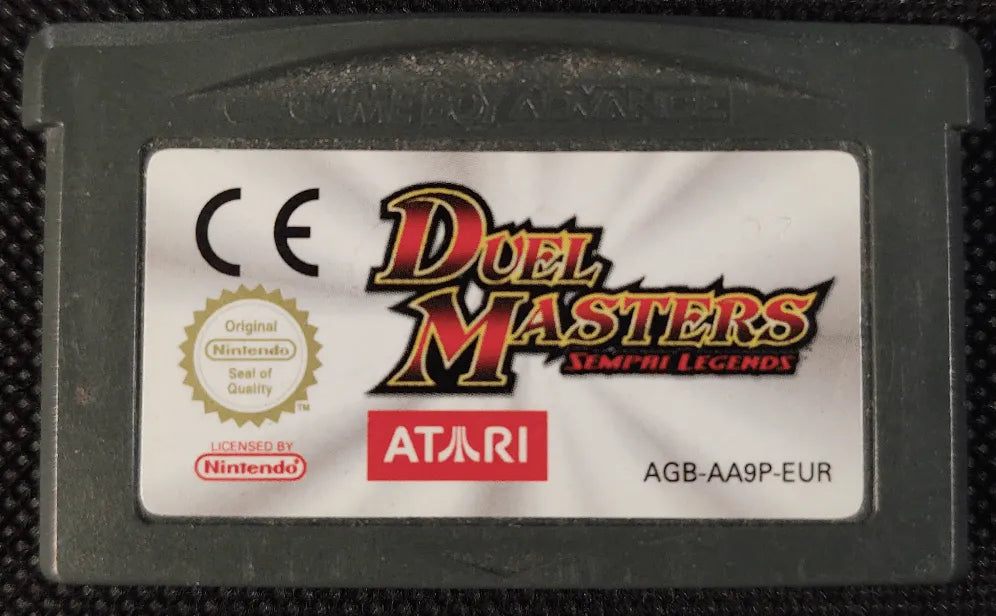 GAME BOY ADVANCE
CE
DUEL
MASTERS
SEMPAI LEGENDS
Original
Nintendo
Seal of
Quality
TM
LICENSED BY
Nintendo
ATARI
AGB-AA9P-EUR